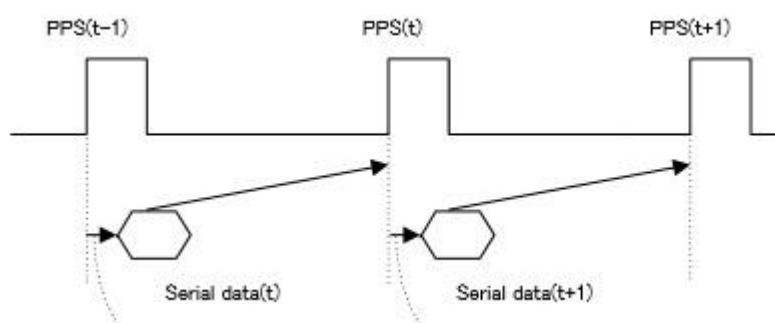 PPS(t-1)
PPS(t)
PPS(t+1)
Serial data(t)
Serial data(t+1)